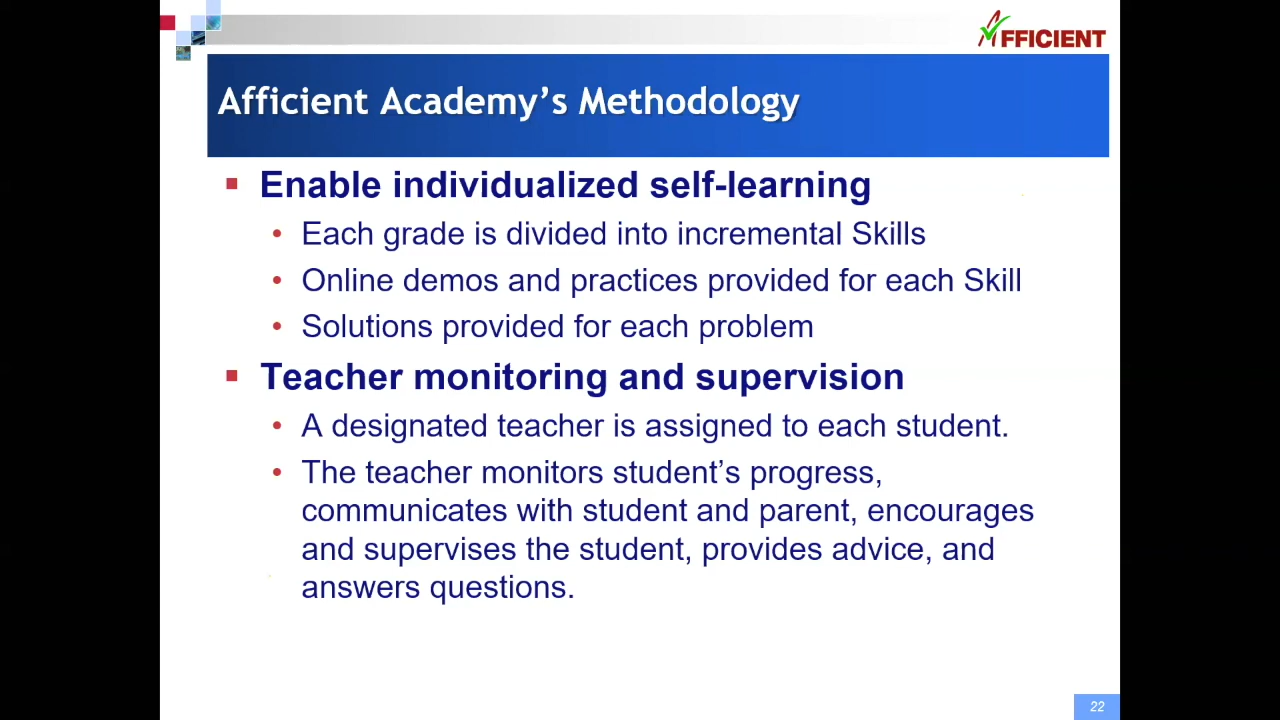 AFFICIENT
Afficient Academy’s Methodology
Enable individualized self-learning
Each grade is divided into incremental Skills
Online demos and practices provided for each Skill
Solutions provided for each problem
Teacher monitoring and supervision
A designated teacher is assigned to each student.
The teacher monitors student’s progress,
communicates with student and parent, encourages
and supervises the student, provides advice, and
answers questions.
22